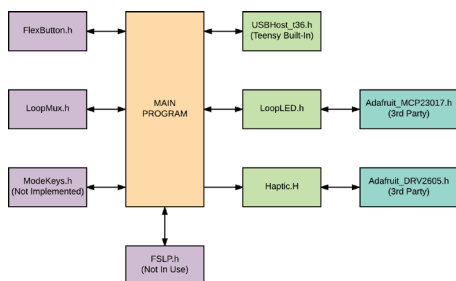 FlexButton.h
USBHost_t36.h
(Teensy Built-In)
MAIN
PROGRAM
LoopMux.h
LoopLED.h
Adafruit_MCP23017.h
(3rd Party)
ModeKeys.h
(Not Implemented)
Haptic.H
Adafruit_DRV2605.h
(3rd Party)
FSLP.h
(Not In Use)